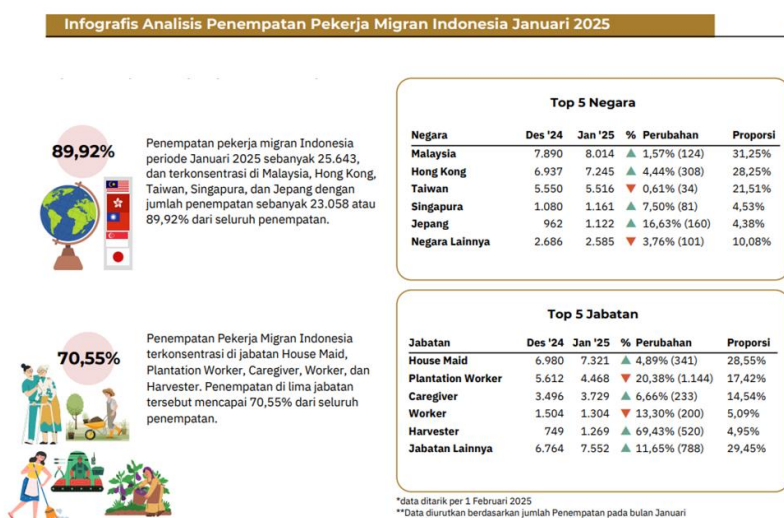 Infografis Analisis Penempatan Pekerja Migran Indonesia Januari 2025
89,92%
Penempatan pekerja migran Indonesia
periode Januari 2025 sebanyak 25.643,
dan terkonsentrasi di Malaysia, Hong Kong,
Taiwan, Singapura, dan Jepang dengan
jumlah penempatan sebanyak 23.058 atau
89,92% dari seluruh penempatan.
Top 5 Negara
Negara Des '24 Jan '25 % Perubahan Proporsi
Malaysia 7.890 8.014 ▲ 1,57% (124) 31,25%
Hong Kong 6.937 7.245 ▲ 4,44% (308) 28,25%
Taiwan 5.550 5.516 ▼ 0,61% (34) 21,51%
Singapura 1.080 1.161 ▲ 7,50% (81) 4,53%
Jepang 962 1.122 ▲ 16,63% (160) 4,38%
Negara Lainnya 2.686 2.585 ▼ 3,76% (101) 10,08%
70,55%
Penempatan Pekerja Migran Indonesia
terkonsentrasi di jabatan House Maid,
Plantation Worker, Caregiver, Worker, dan
Harvester. Penempatan di lima jabatan
tersebut mencapai 70,55% dari seluruh
penempatan.
Top 5 Jabatan
Jabatan Des '24 Jan '25 % Perubahan Proporsi
House Maid 6.980 7.321 ▲ 4,89% (341) 28,55%
Plantation Worker 5.612 4.468 ▼ 20,38% (1.144) 17,42%
Caregiver 3.496 3.729 ▲ 6,66% (233) 14,54%
Worker 1.504 1.304 ▼ 13,30% (200) 5,09%
Harvester 749 1.269 ▲ 69,43% (520) 4,95%
Jabatan Lainnya 6.764 7.552 ▲ 11,65% (788) 29,45%
*data ditarik per 1 Februari 2025
**Data diurutkan berdasarkan jumlah Penempatan pada bulan Januari